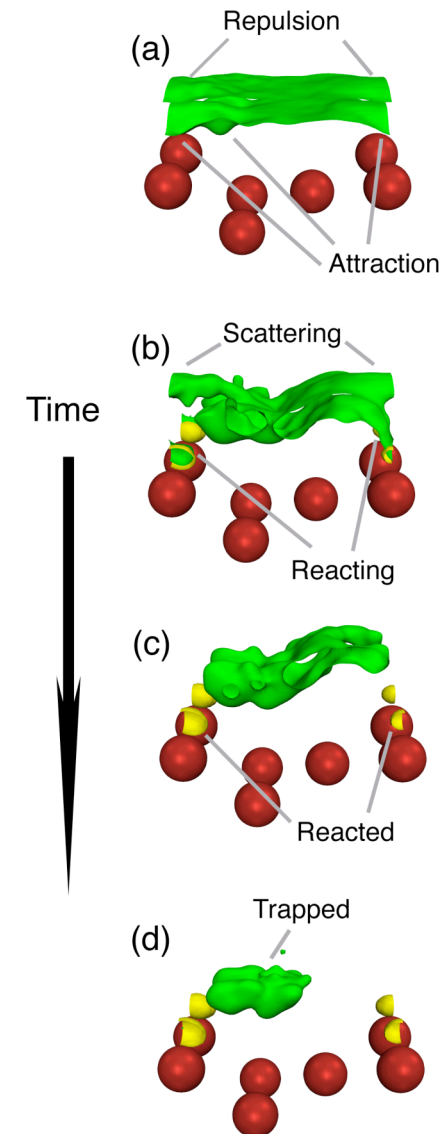 Repulsion
(a)
Attraction
Scattering
(b)
Time
Reacting
(c)
Reacted
Trapped
(d)